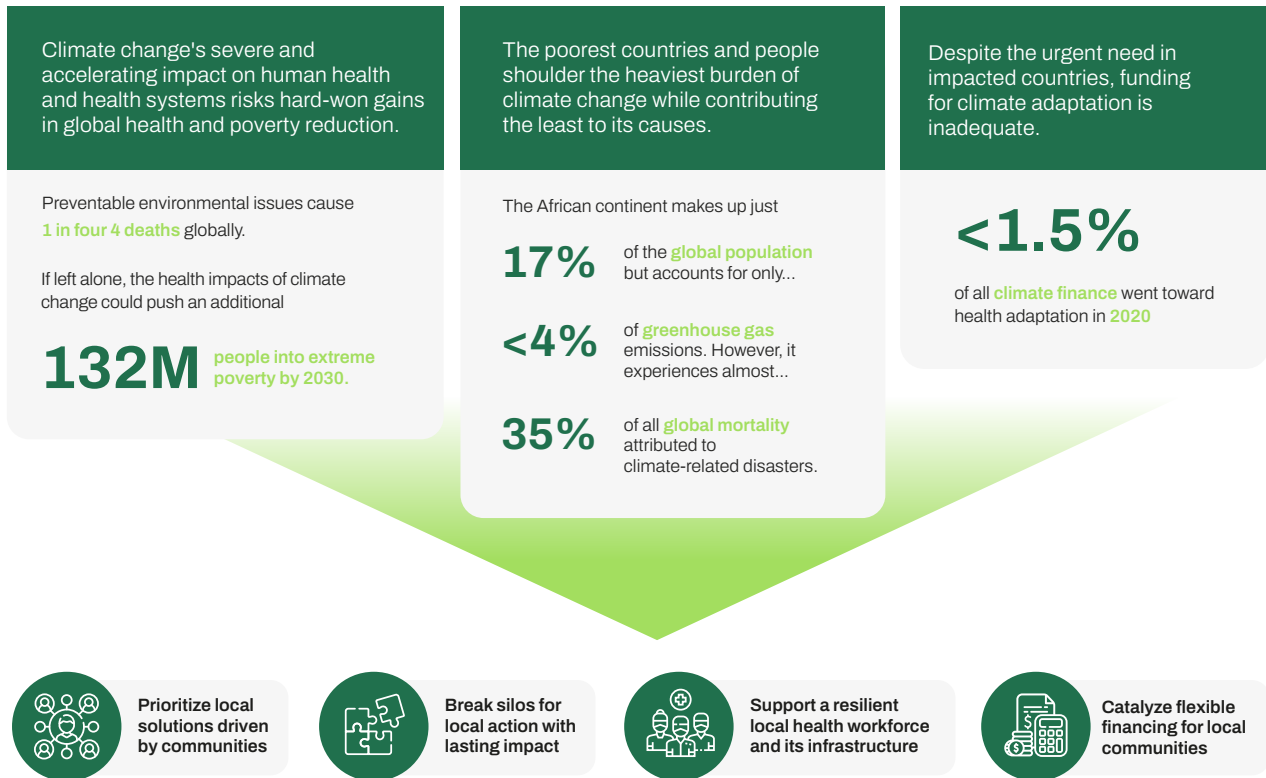 Climate change's severe and
accelerating impact on human health
and health systems risks hard-won gains
in global health and poverty reduction.
Preventable environmental issues cause
1 in four 4 deaths globally.
If left alone, the health impacts of climate
change could push an additional
132M
people into extreme
poverty by 2030.
The poorest countries and people
shoulder the heaviest burden of
climate change while contributing
the least to its causes.
The African continent makes up just
17%
of the global population
but accounts for only...
<4%
of greenhouse gas
emissions. However, it
experiences almost...
35%
of all global mortality
attributed to
climate-related disasters.
Despite the urgent need in
impacted countries, funding
for climate adaptation is
inadequate.
<1.5%
of all climate finance went toward
health adaptation in 2020
Prioritize local
solutions driven
by communities
Break silos for
local action with
lasting impact
Support a resilient
local health workforce
and its infrastructure
$
$
Catalyze flexible
financing for local
communities